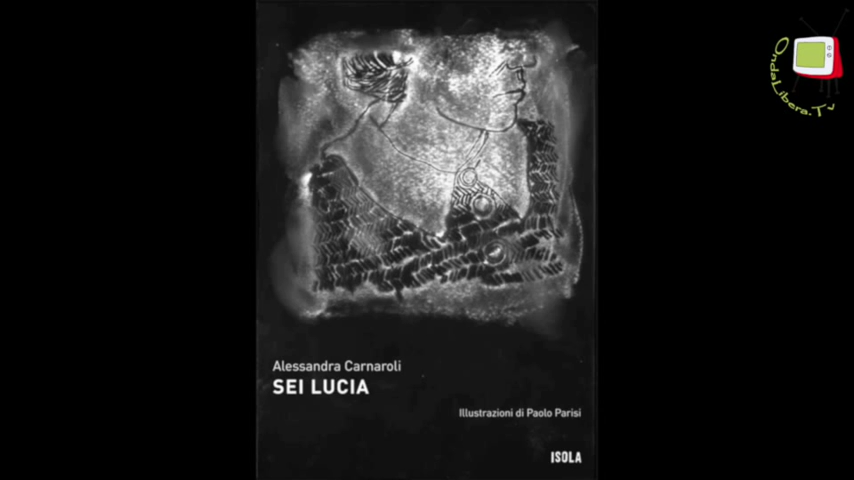 OndaLibera.Tv
Alessandra Carnaroli
SEI LUCIA
Illustrazioni di Paolo Parisi
ISOLA